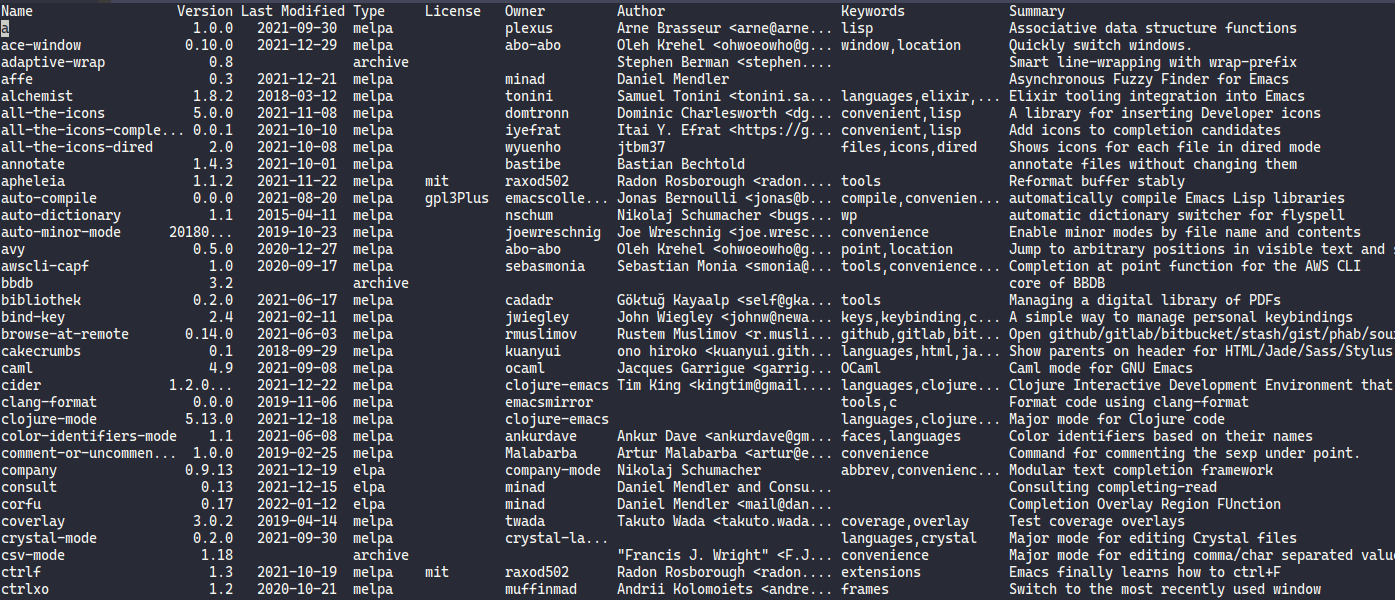 Name Version Last Modified Type License Owner Author Keywords Summary
a 1.0.0 2021-09-30 melpa plexus Arne Brasseur <arne@arne... lisp Associative data structure functions
ace-window 0.10.0 2021-12-29 melpa abo-abo Oleh Krehel <ohwoeowho@g... window,location Quickly switch windows.
adaptive-wrap 0.8 archive Stephen Berman <stephen.... Smart line-wrapping with wrap-prefix
affe 0.3 2021-12-21 melpa minad Daniel Mendler Asynchronous Fuzzy Finder for Emacs
alchemist 1.8.2 2018-03-12 melpa tonini Samuel Tonini <tonini.sa... languages,elixir,... Elixir tooling integration into Emacs
all-the-icons 5.0.0 2021-11-08 melpa domtronn Dominic Charlesworth <dg... convenient,lisp A library for inserting Developer icons
all-the-icons-comple... 0.0.1 2021-10-10 melpa iyefrat Itai Y. Efrat <https://g... convenient,lisp Add icons to completion candidates
all-the-icons-dired 2.0 2021-10-08 melpa wyuenho jtbm37 files,icons,dired Shows icons for each file in dired mode
annotate 1.4.3 2021-10-01 melpa bastibe Bastian Bechtold annotate files without changing them
apheleia 1.1.2 2021-11-22 melpa mit raxod502 Radon Rosborough <radon.... tools Reformat buffer stably
auto-compile 0.0.0 2021-08-20 melpa gpl3Plus emacscolle... Jonas Bernoulli <jonas@b... compile,convenien... automatically compile Emacs Lisp libraries
auto-dictionary 1.1 2015-04-11 melpa nschum Nikolaj Schumacher <bugs... wp automatic dictionary switcher for flyspell
auto-minor-mode 20180... 2019-10-23 melpa joewreschnig Joe Wreschnig <joe.wresc... convenience Enable minor modes by file name and contents
avy 0.5.0 2020-12-27 melpa abo-abo Oleh Krehel <ohwoeowho@g... point,location Jump to arbitrary positions in visible text and s
awscli-capf 1.0 2020-09-17 melpa sebasmonia Sebastian Monia <smonia@... tools,convenience... Completion at point function for the AWS CLI
bbdb 3.2 archive core of BBDB
bibliothek 0.2.0 2021-06-17 melpa cadadr Göktuğ Kayaalp <self@gka... tools Managing a digital library of PDFs
bind-key 2.4 2021-02-11 melpa jwiegley John Wiegley <johnw@newa... keys,keybinding,c... A simple way to manage personal keybindings
browse-at-remote 0.14.0 2021-06-03 melpa rmuslimov Rustem Muslimov <r.musli... github,gitlab,bit... Open github/gitlab/bitbucket/stash/gist/phab/sou
cakecrumbs 0.1 2018-09-29 melpa kuanyui ono hiroko <kuanyui.gith... languages,html,ja... Show parents on header for HTML/Jade/Sass/Stylus
caml 4.9 2021-09-08 melpa ocaml Jacques Garrigue <garrig... OCaml Caml mode for GNU Emacs
cider 1.2.0... 2021-12-22 melpa clojure-emacs Tim King <kingtim@gmail.... languages,clojure... Clojure Interactive Development Environment that
clang-format 0.0.0 2019-11-06 melpa emacsmirror tools,c Format code using clang-format
clojure-mode 5.13.0 2021-12-18 melpa clojure-emacs languages,clojure... Major mode for Clojure code
color-identifiers-mode 1.1 2021-06-08 melpa ankurdave Ankur Dave <ankurdave@gm... faces,languages Color identifiers based on their names
comment-or-uncommen... 1.0.0 2019-02-25 melpa Malabarba Artur Malabarba <artur@e... convenience Command for commenting the sexp under point.
company 0.9.13 2021-12-19 elpa company-mode Nikolaj Schumacher abbrev,convenienc... Modular text completion framework
consult 0.13 2021-12-15 elpa minad Daniel Mendler and Consu... Consulting completing-read
corfu 0.17 2022-01-12 elpa minad Daniel Mendler <mail@dan... Completion Overlay Region FUnction
coverlay 3.0.2 2019-04-14 melpa twada Takuto Wada <takuto.wada... coverage,overlay Test coverage overlays
crystal-mode 0.2.0 2021-09-30 melpa crystal-la... languages,crystal Major mode for editing Crystal files
csv-mode 1.18 archive "Francis J. Wright" <F.J... convenience Major mode for editing comma/char separated valu
ctrlf 1.3 2021-10-19 melpa mit raxod502 Radon Rosborough <radon.... extensions Emacs finally learns how to ctrl+F
ctrlxo 1.2 2020-10-21 melpa muffinmad Andrii Kolomoiets <andre... frames Switch to the most recently used window